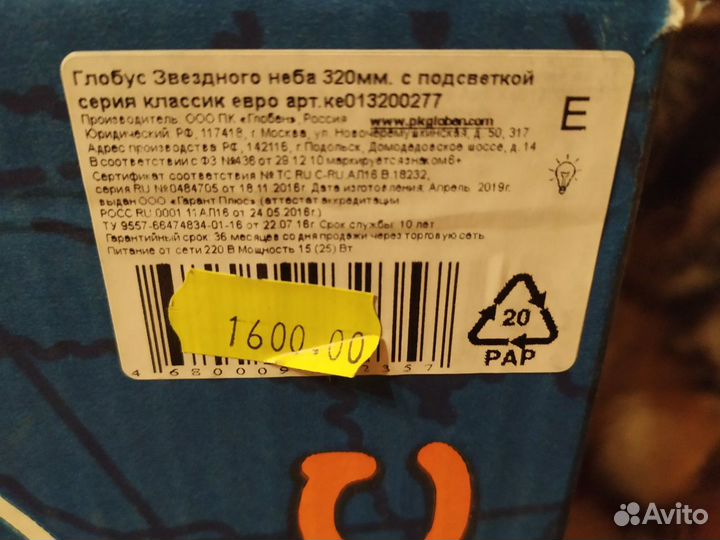 Глобус Звездного неба 320мм. с подсветкой
серия классик евро арт.ке013200277
Производитель: ООО ПК «Глобен», Россия www.pkgloben.com
Юридический: РФ, 117418, г. Москва, ул. Новочеремушкинская, д. 50, 317
Адрес производства РФ, 142116, г Подольск, Домодедовское шоссе, д. 14
В соответствии с ФЗ №436 от 29.12.10 маркируется знаком 6+
Сертификат соответствия № ТС RU C-RU.АЛ16.В.18232,
серия RU №0484705 от 18.11.2016г. Дата изготовления: Апрель 2019г.
выдан ООО «Гарант Плюс» (аттестат аккредитации
РОСС RU.0001.11АЛ16 от 24.05.2016г.)
ТУ 9557-66474834-01-16 от 22.07.16г Срок службы: 10 лет
Гарантийный срок 36 месяцев со дня продажи через торговую сеть.
Питание от сети 220 В Мощность 15 (25) Вт
E
1600.00
4 680009 2357
20
PAP
Avito